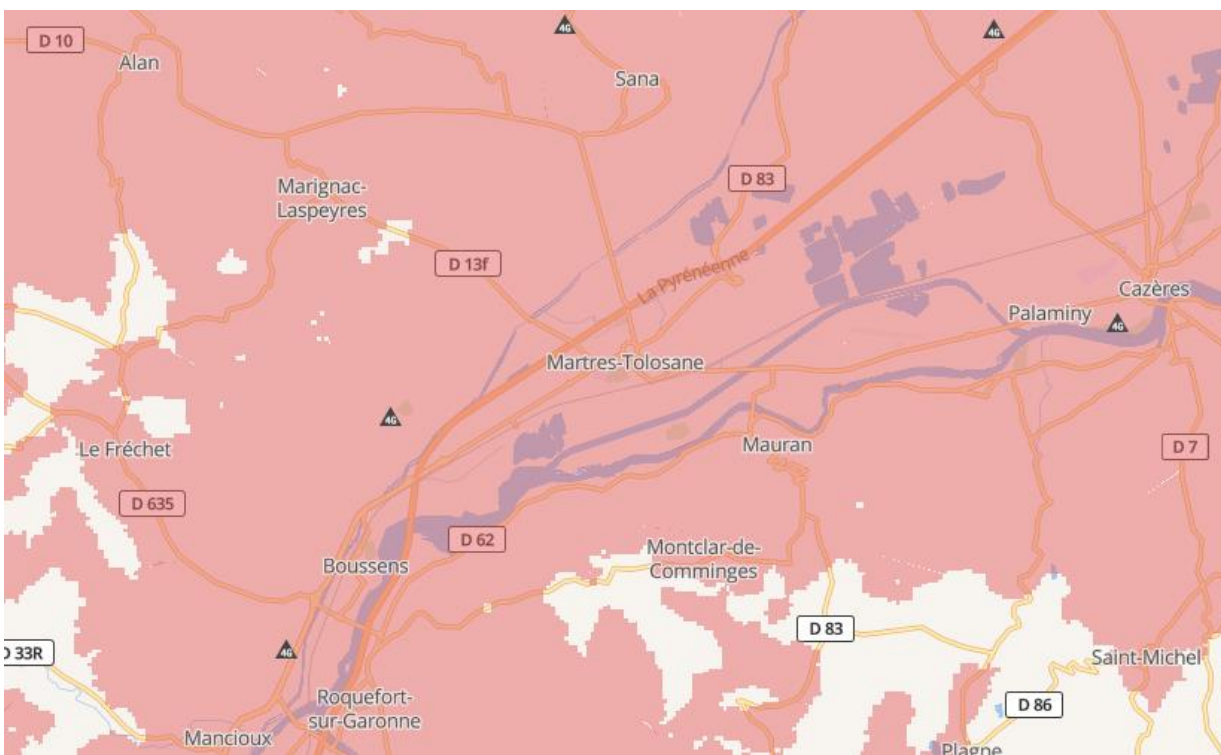 4G
4G
D 10
Alan
Sana
D 83
Marignac-
Laspeyres
D 13f
La Pyrénéenne
Cazères
Palaminy
4G
Martres-Tolosane
4G
Mauran
Le Fréchet
D 7
D 635
D 62
Montclar-de-
Comminges
Boussens
D 83
4G
D 33R
Saint-Michel
Roquefort-
sur-Garonne
D 86
Mancioux
Plagne